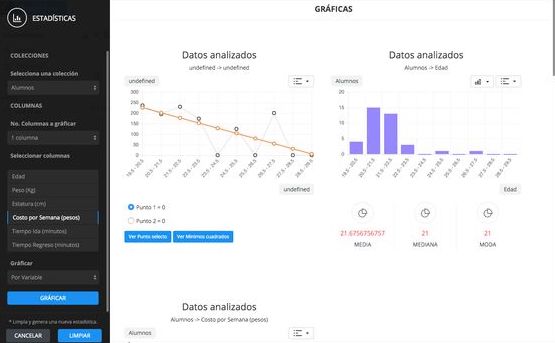 ESTADÍSTICAS
COLECCIONES
Selecciona una colección
Alumnos
COLUMNAS
No. Columnas a gráficar
1 columna
Seleccionar columnas
Edad
Peso (Kg)
Estatura (cm)
Costo por Semana (pesos)
Tiempo Ida (minutos)
Tiempo Regreso (minutos)
Gráficar
Por Variable
GRÁFICAR
* Limpia y genera una nueva estadística.
CANCELAR LIMPIAR
GRÁFICAS
Datos analizados
undefined -> undefined
undefined
300
250
200
150
100
50
0
19.5 - 20.5 20.5 - 21.5 21.5 - 22.5 22.5 - 23.5 23.5 - 24.5 24.5 - 25.5 25.5 - 26.5 26.5 - 27.5 27.5 - 28.5 28.5 - 29.5
undefined
Punto 1 = 0
Punto 2 = 0
Ver Punto selecto Ver Minimos cuadrados
Datos analizados
Alumnos -> Edad
Alumnos
20
15
10
5
0
19.5 - 20.5 20.5 - 21.5 21.5 - 22.5 22.5 - 23.5 23.5 - 24.5 24.5 - 25.5 25.5 - 26.5 26.5 - 27.5 27.5 - 28.5 28.5 - 29.5
Edad
21.6756756757 21 21
MEDIA MEDIANA MODA
Datos analizados
Alumnos -> Costo por Semana (pesos)
Alumnos